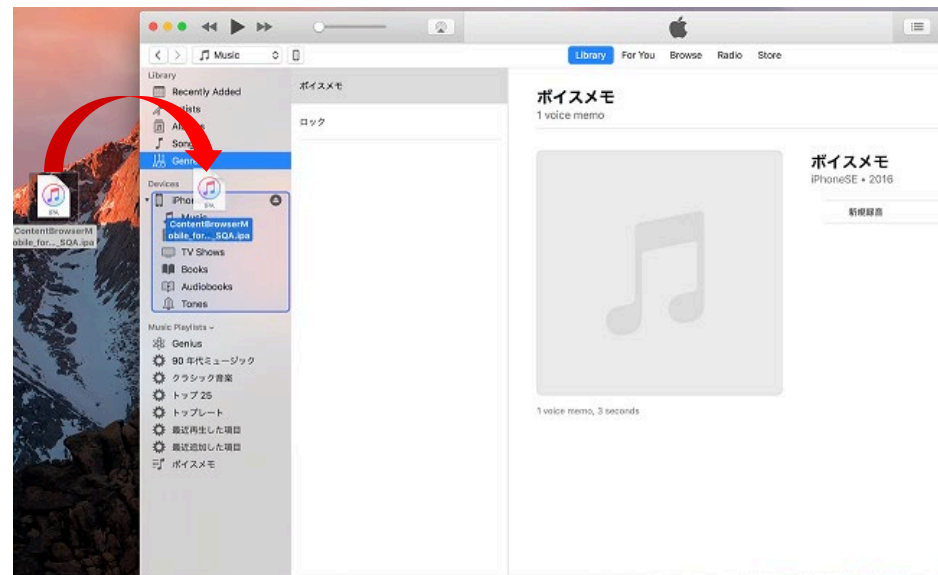 Music
Library
For You
Browse
Radio
Store
Library
Recently Added
Songs
Devices
Music
TV Shows
Books
Audiobooks
Tones
Music Playlists
Genius
90 年代ミュージック
クラシック音楽
トップ 25
トップレート
最近再生した項目
最近追加した項目
ボイスメモ
IPA
ContentBrowserM
obile_for..._SQA.ipa
IPA
ContentBrowserM
obile_for..._SQA.ipa
ボイスメモ
ロック
ボイスメモ
1 voice memo
ボイスメモ
iPhoneSE • 2016
新規録音
1 voice memo, 3 seconds